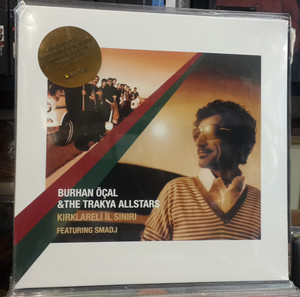 BURHAN ÖÇAL
&THE TRAKYA ALLSTARS
KIRKLARELİ İL SINIRI
FEATURING SMADJ